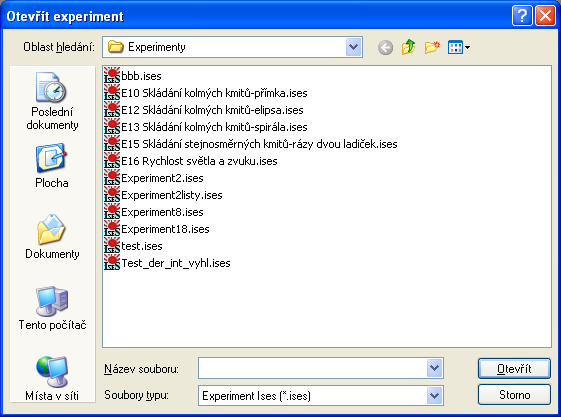 Otevřít experiment
Oblast hledání:
Experimenty
Poslední
dokumenty
Plocha
Dokumenty
Tento počítač
Místa v síti
bbb.ises
E10 Skládání kolmých kmitů-přímka.ises
E12 Skládání kolmých kmitů-elipsa.ises
E13 Skládání kolmých kmitů-spirála.ises
E15 Skládání stejnosměrných kmitů-rázy dvou ladiček.ises
E16 Rychlost světla a zvuku.ises
Experiment2.ises
Experiment2listy.ises
Experiment8.ises
Experiment18.ises
test.ises
Test_der_int_vyhl.ises
Název souboru:
Otevřít
Soubory typu:
Experiment Ises (*.ises)
Storno